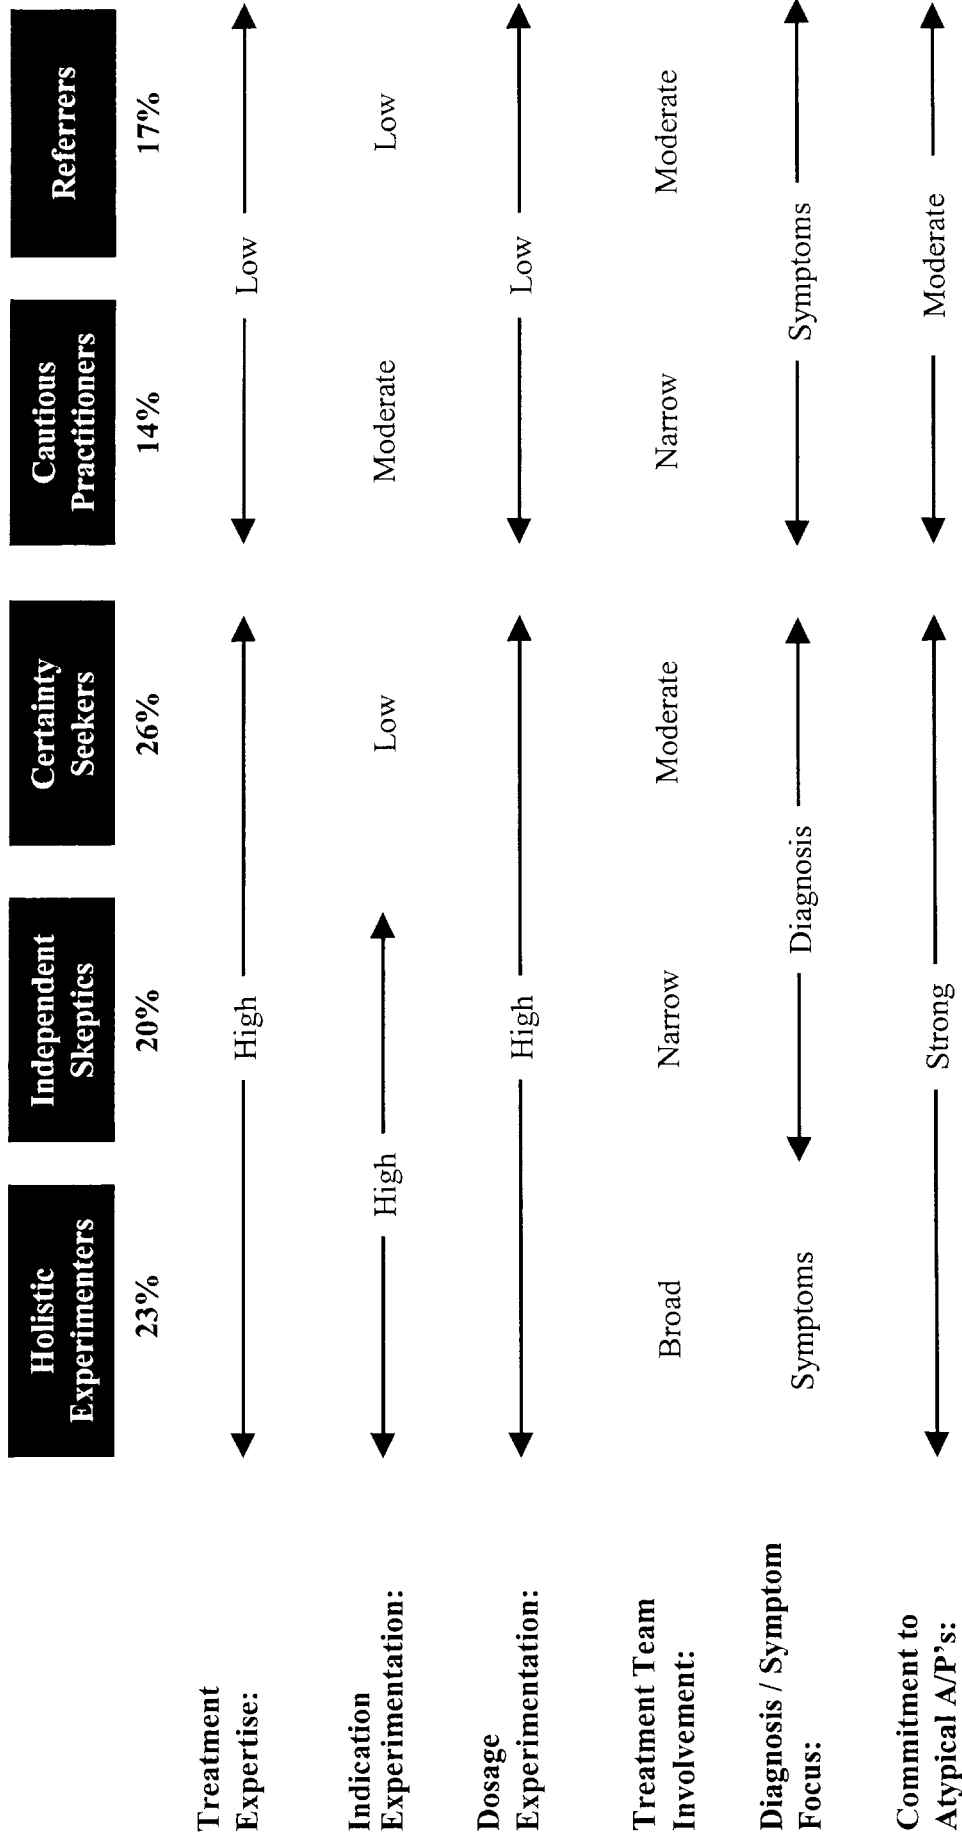 Holistic
Experimenters
Independent
Skeptics
Certainty
Seekers
Cautious
Practitioners
Referrers
23%
20%
26%
14%
17%
Treatment
Expertise:
High
Low
Indication
Experimentation:
High
Low
Moderate
Low
Dosage
Experimentation:
High
Low
Treatment Team
Involvement:
Broad
Narrow
Moderate
Narrow
Moderate
Diagnosis / Symptom
Focus:
Symptoms
Diagnosis
Symptoms
Commitment to
Atypical A/P's:
Strong
Moderate